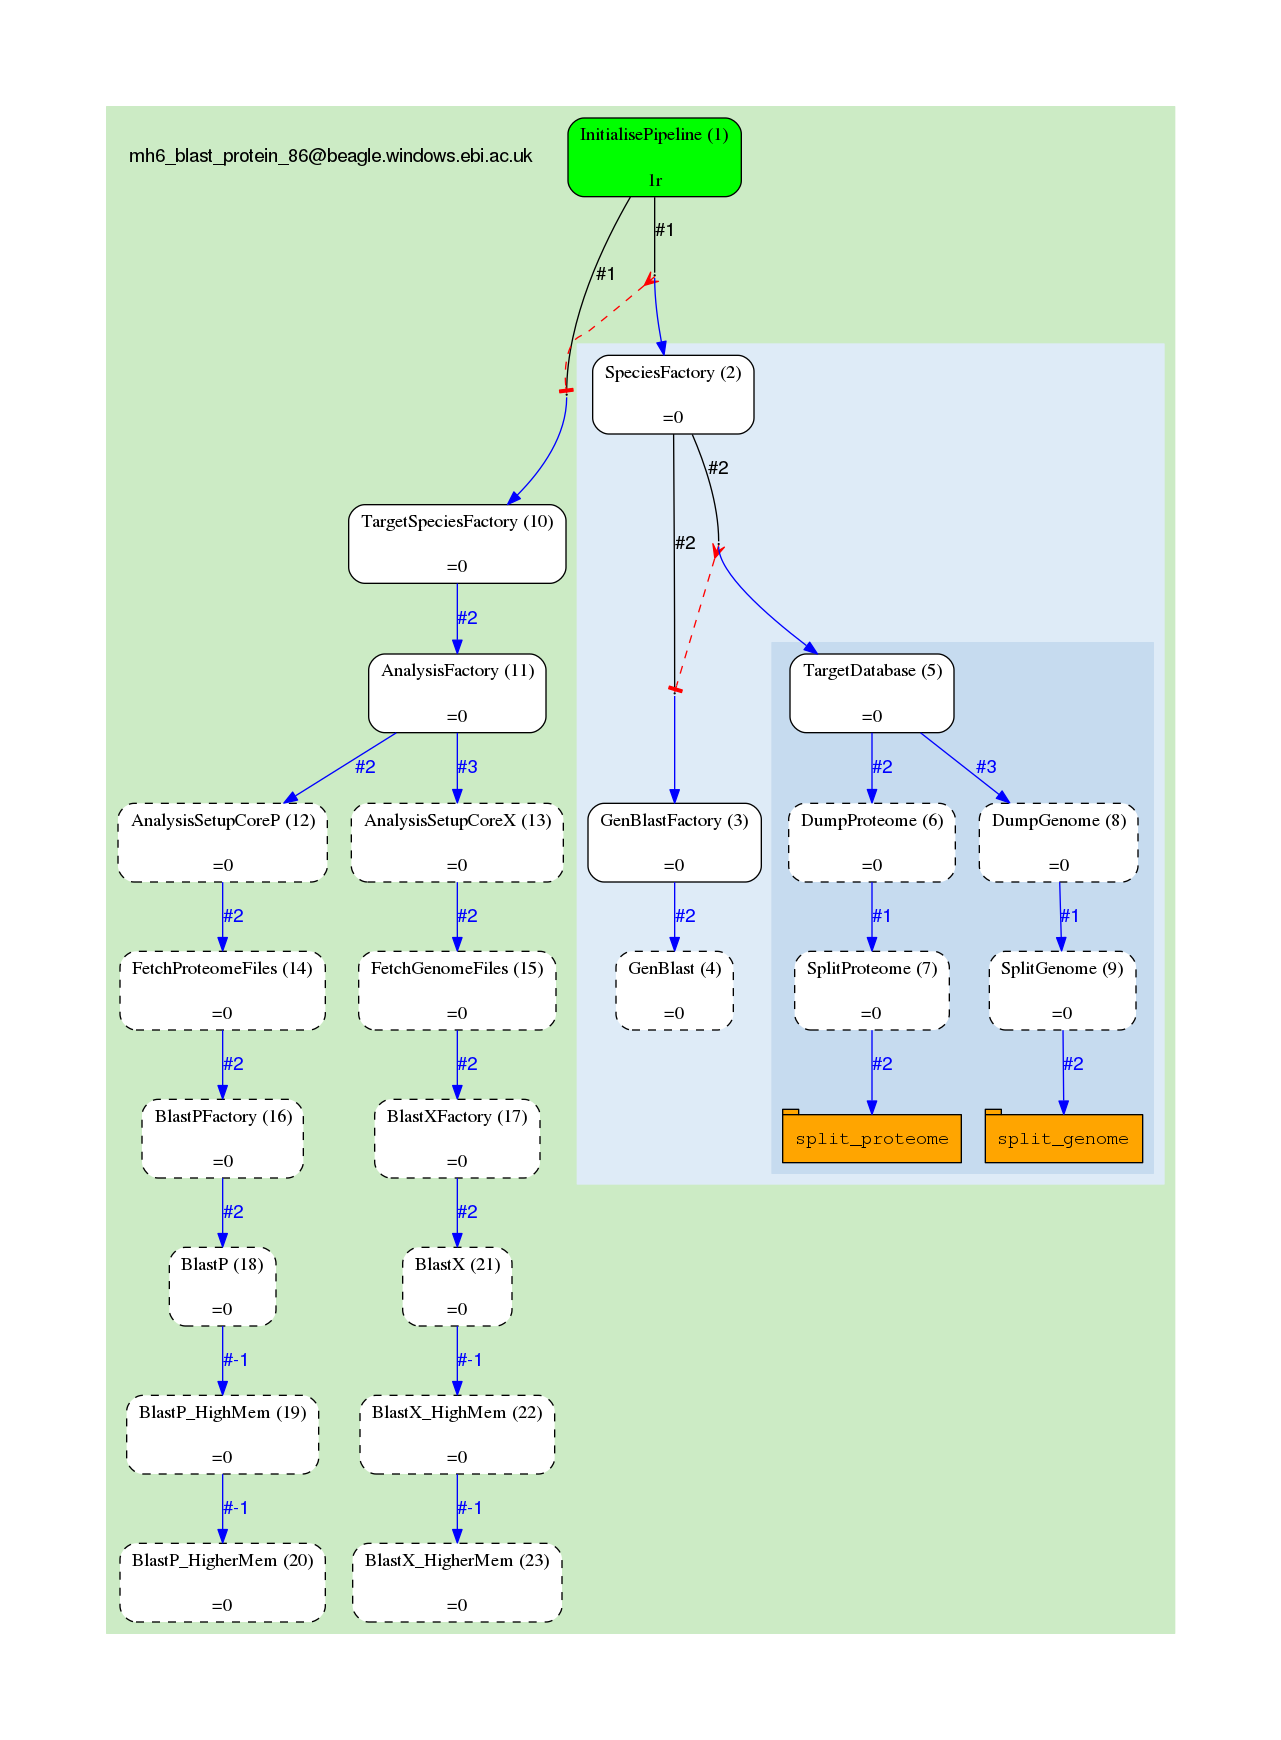 mh6_blast_protein_86@beagle.windows.ebi.ac.uk
InitialisePipeline (1)
1r
#1
#1
SpeciesFactory (2)
=0
#2
#2
TargetSpeciesFactory (10)
=0
#2
AnalysisFactory (11)
=0
TargetDatabase (5)
=0
#2
#3
#2
#3
AnalysisSetupCoreP (12)
=0
AnalysisSetupCoreX (13)
=0
GenBlastFactory (3)
=0
DumpProteome (6)
=0
DumpGenome (8)
=0
#2
#2
#2
#1
#1
FetchProteomeFiles (14)
=0
FetchGenomeFiles (15)
=0
GenBlast (4)
=0
SplitProteome (7)
=0
SplitGenome (9)
=0
#2
#2
#2
#2
BlastPFactory (16)
=0
BlastXFactory (17)
=0
split_proteome
split_genome
#2
#2
BlastP (18)
=0
BlastX (21)
=0
#-1
#-1
BlastP_HighMem (19)
=0
BlastX_HighMem (22)
=0
#-1
#-1
BlastP_HigherMem (20)
=0
BlastX_HigherMem (23)
=0